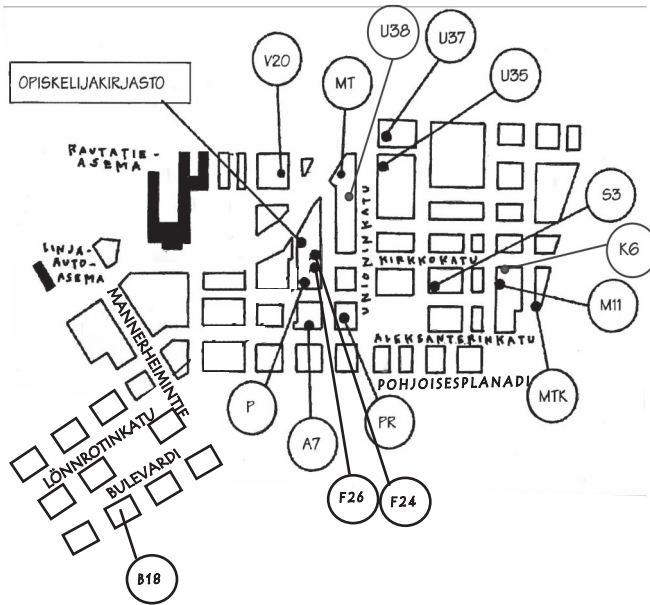 U38
U37
V20
MT
U35
OPISKELIJAKIRJASTO
RAUTATIE-
ASEMA
UNIONINKATU
S3
K6
KIRKKOKATU
LINJA-
AUTO-
ASEMA
MANNERHEIMINTIE
M11
ALEKSANTERINKATU
POHJOISESPLANADI
P
A7
PR
MTK
LÖNNROTINKATU
BULEVARDI
F26
F24
B18